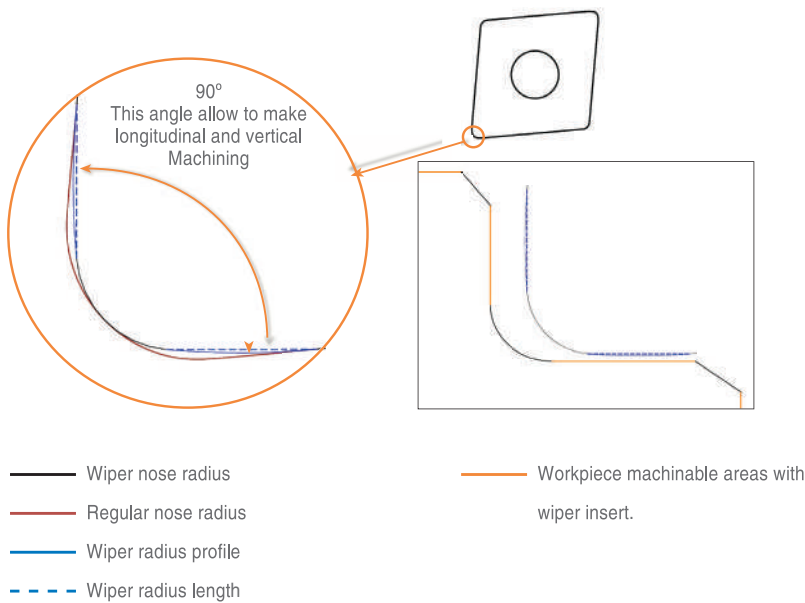 90º
This angle allow to make
longitudinal and vertical
Machining
Wiper nose radius
Regular nose radius
Wiper radius profile
Wiper radius length
Workpiece machinable areas with
wiper insert.